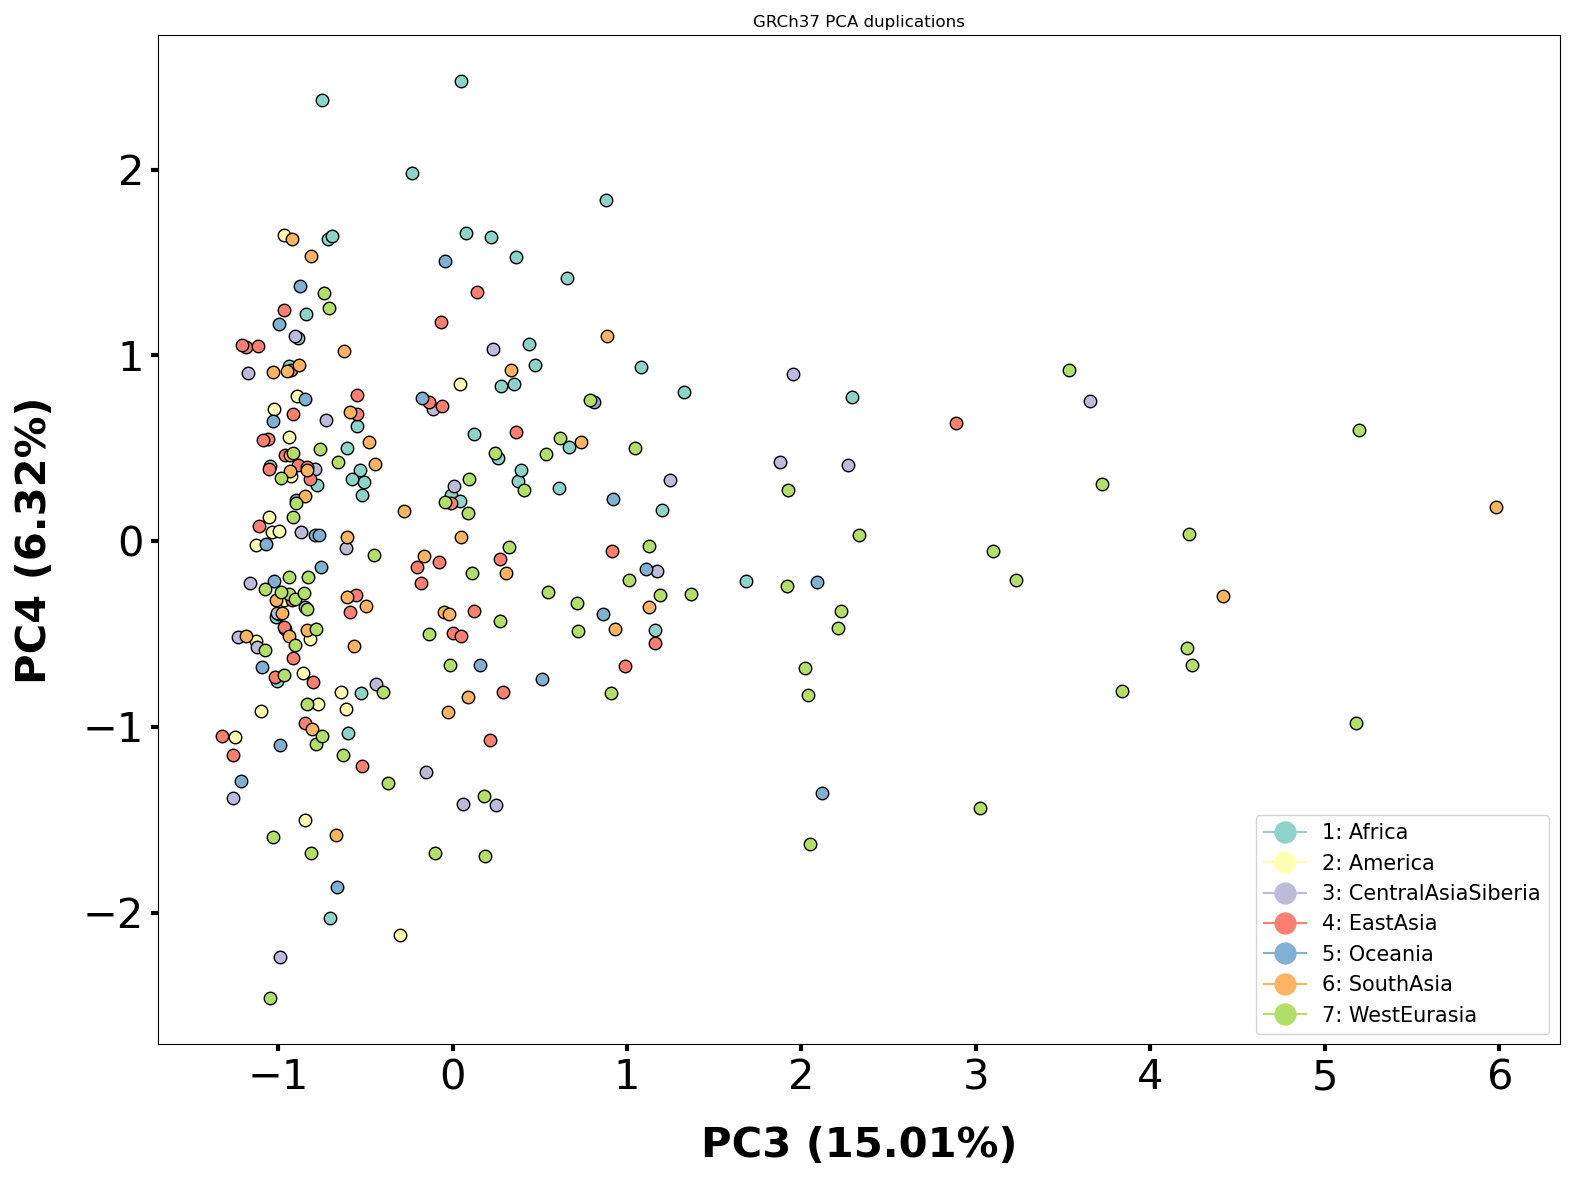 GRCh37 PCA duplications
PC4 (6.32%)
2
1
0
−1
−2
−1 0 1 2 3 4 5 6
PC3 (15.01%)
1: Africa
2: America
3: CentralAsiaSiberia
4: EastAsia
5: Oceania
6: SouthAsia
7: WestEurasia